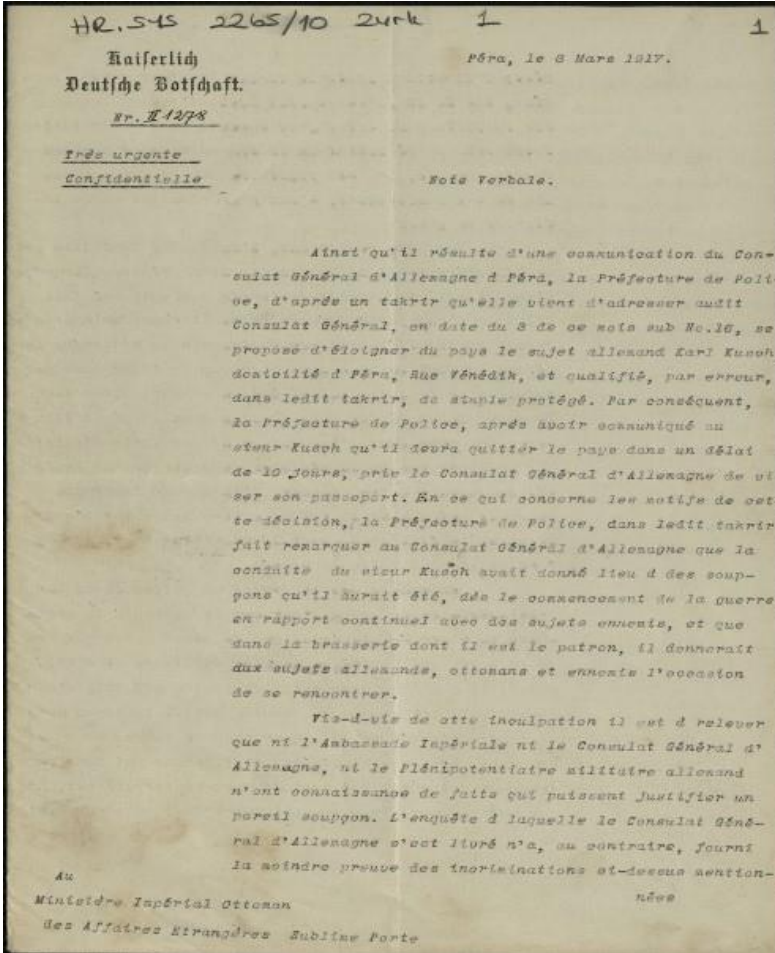 HR. SYS 2265/10 Zurk 1
1
Kaiserlich
Deutsche Botschaft.
Nr. II 1278
Très urgente
Confidentielle
Péra, le 6 Mars 1917.
Note Verbale.
Ainsi qu'il résulte d'une communication du Con-
sulat Général d'Allemagne à Péra, la Préfecture de Poli
ce, d'après un takrir qu'elle vient d'adresser audit
Consulat Général, en date du 3 de ce mois sub No.16, se
propose d'éloigner du pays le sujet allemand Karl Kusch
domicilié à Péra, Rue Vénédik, et qualifié, par erreur,
dans ledit takrir, de simple protégé. Par conséquent,
la Préfecture de Police, après avoir communiqué au
sieur Kusch qu'il devra quitter le pays dans un délai
de 10 jours, prie le Consulat Général d'Allemagne de vi
ser son passeport. En ce qui concerne les motifs de cet
te décision, la Préfecture de Police, dans ledit takrir
fait remarquer au Consulat Général d'Allemagne que la
conduite du sieur Kusch avait donné lieu à des soup-
çons qu'il aurait été, dès le commencement de la guerre
en rapport continuel avec des sujets ennemis, et que
dans la brasserie dont il est le patron, il donnerait
aux sujets allemands, ottomans et ennemis l'occasion
de se rencontrer.
Vis-à-vis de cette inculpation il est à relever
que ni l'Ambassade Impériale ni le Consulat Général d'
Allemagne, ni le Plénipotentiaire militaire allemand
n'ont connaissance de faits qui puissent justifier un
pareil soupçon. L'enquête à laquelle le Consulat Géné-
ral d'Allemagne s'est livré n'a, au contraire, fourni
la moindre preuve des incriminations ci-dessus mention-
nées
Au
Ministère Impérial Ottoman
des Affaires Etrangères Sublime Porte